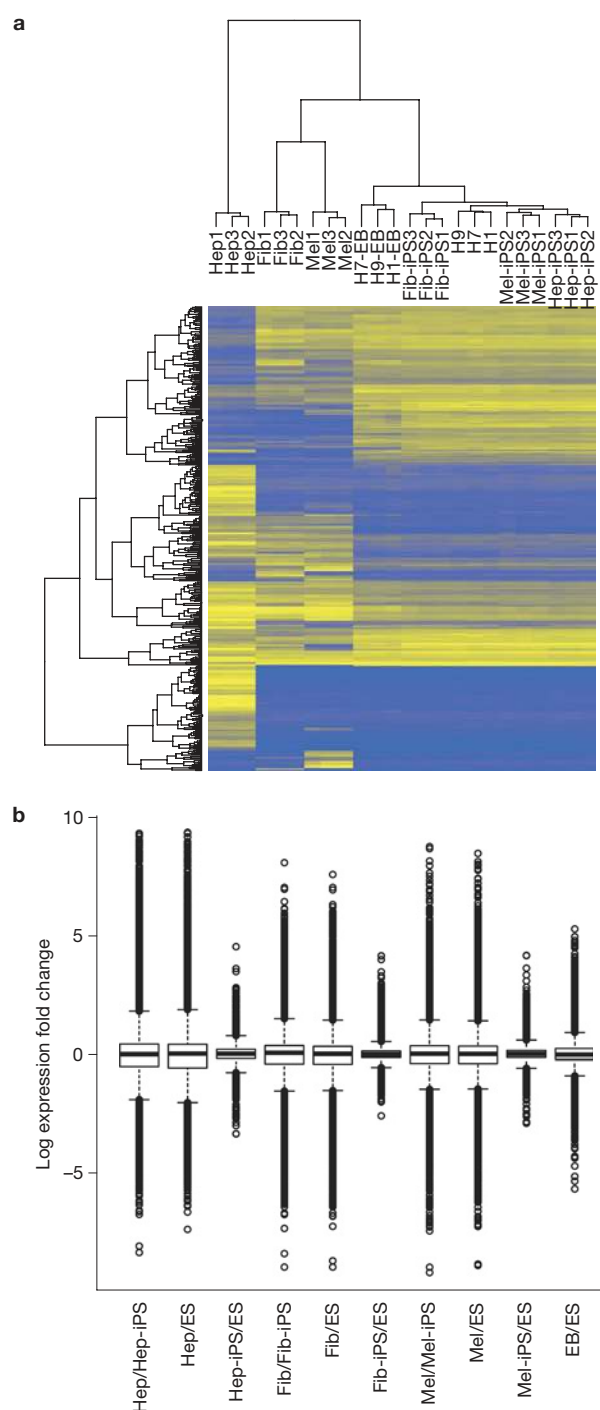 a
Hep1
Hep3
Hep2
Fib1
Fib3
Fib2
Mel1
Mel3
Mel2
H7-EB
H9-EB
H1-EB
Fib-iPS3
Fib-iPS2
Fib-iPS1
H9
H7
H1
Mel-iPS2
Mel-iPS3
Mel-iPS1
Hep-iPS3
Hep-iPS1
Hep-iPS2
b
Log expression fold change
10
5
0
–5
Hep/Hep-iPS
Hep/ES
Hep-iPS/ES
Fib/Fib-iPS
Fib/ES
Fib-iPS/ES
Mel/Mel-iPS
Mel/ES
Mel-iPS/ES
EB/ES